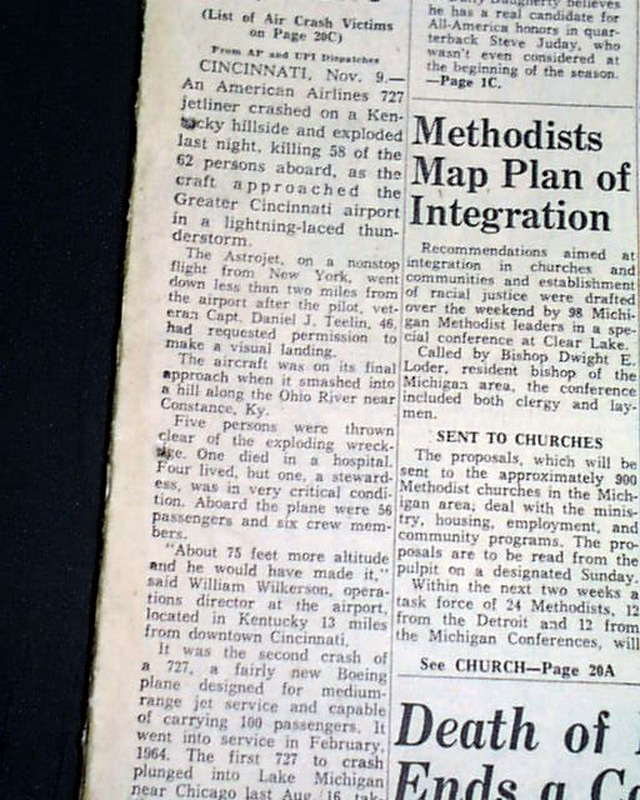 (List of Air Crash Victims
on Page 20C)
From AP and UPI Dispatches
CINCINNATI, Nov. 9.—
An American Airlines 727
jetliner crashed on a Ken-
tucky hillside and exploded
last night, killing 58 of the
62 persons aboard, as the
craft approached the
Greater Cincinnati airport
in a lightning-laced thun-
derstorm.
The Astrojet, on a nonstop
flight from New York, went
down less than two miles from
the airport after the pilot, vet-
eran Capt. Daniel J. Teelin, 46,
had requested permission to
make a visual landing.
The aircraft was on its final
approach when it smashed into
a hill along the Ohio River near
Constance, Ky.
Five persons were thrown
clear of the exploding wreck-
age. One died in a hospital.
Four lived, but one, a steward-
ess, was in very critical condi-
tion. Aboard the plane were 56
passengers and six crew mem-
bers.
"About 75 feet more altitude
and he would have made it,"
said William Wilkerson, opera-
tions director at the airport,
located in Kentucky 13 miles
from downtown Cincinnati.
It was the second crash of
a 727, a fairly new Boeing
plane designed for medium-
range jet service and capable
of carrying 100 passengers. It
went into service in February,
1964. The first 727 to crash
plunged into Lake Michigan
near Chicago last Aug. 16, tak-
Daugherty believes
he has a real candidate for
All-America honors in quar-
terback Steve Juday, who
wasn't even considered at
the beginning of the season.
—Page 1C.
Methodists
Map Plan of
Integration
Recommendations aimed at
integration in churches and
communities and establishment
of racial justice were drafted
over the weekend by 98 Michi-
gan Methodist leaders in a spe-
cial conference at Clear Lake.
Called by Bishop Dwight E.
Loder, resident bishop of the
Michigan area, the conference
included both clergy and lay-
men.
SENT TO CHURCHES
The proposals, which will be
sent to the approximately 900
Methodist churches in the Mich-
igan area, deal with the minis-
try, housing, employment, and
community programs. The pro-
posals are to be read from the
pulpit on a designated Sunday.
Within the next two weeks a
task force of 24 Methodists, 12
from the Detroit and 12 from
the Michigan Conferences, will
See CHURCH—Page 20A
Death of
Ends a